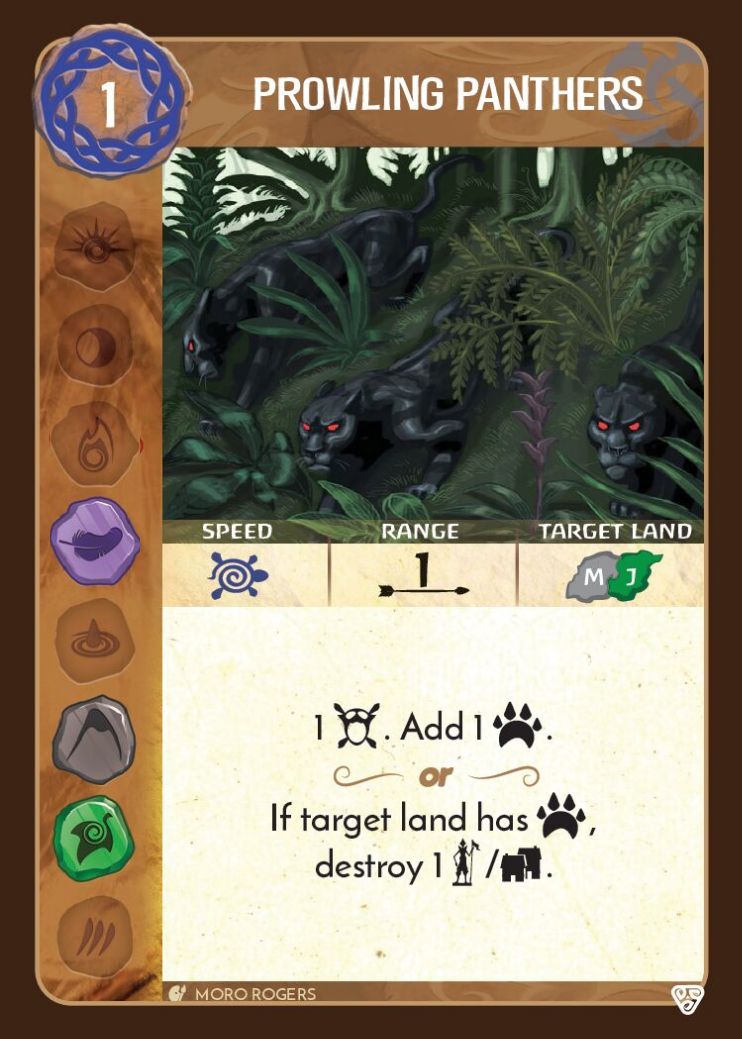 1
PROWLING PANTHERS
SPEED RANGE TARGET LAND
1 M J
1 . Add 1 .
or
If target land has ,
destroy 1 / .
MORO ROGERS